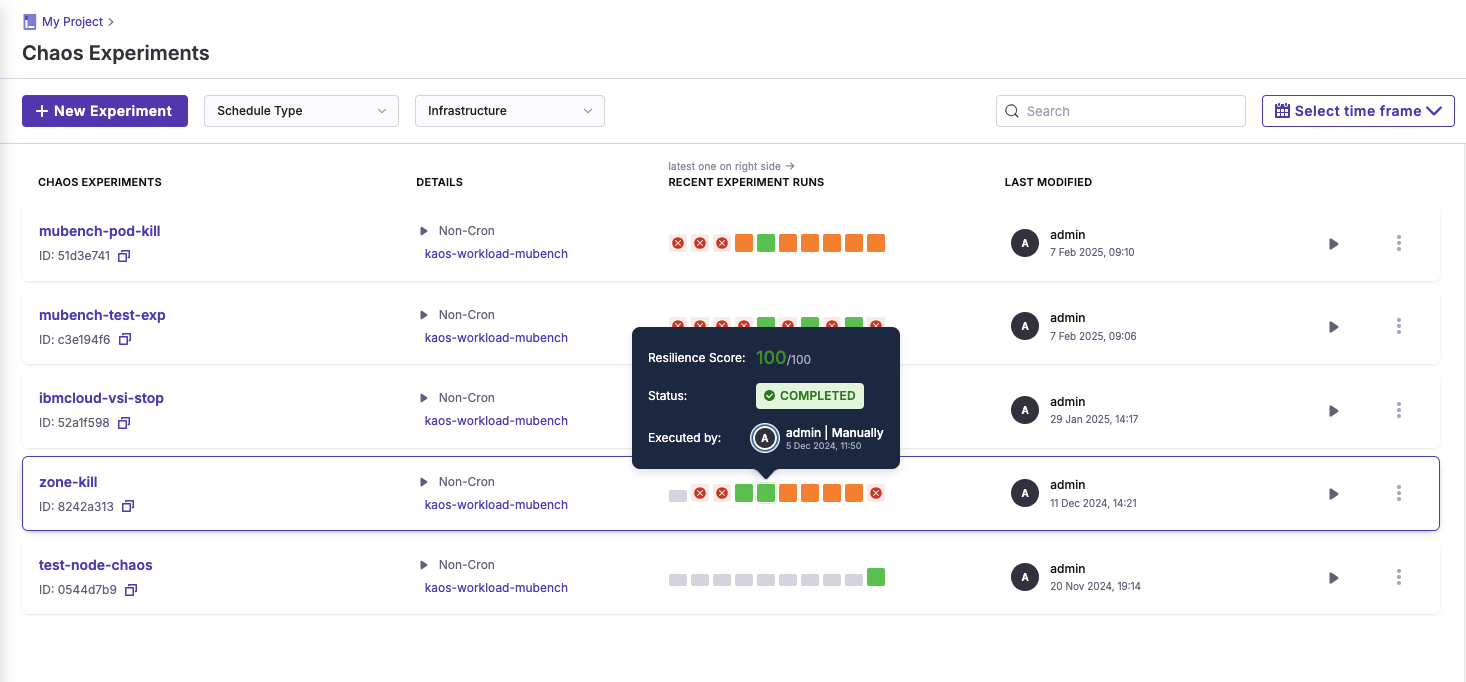 My Project
Chaos Experiments
New Experiment
Schedule Type
Infrastructure
Search
Select time frame
latest one on right side →
CHAOS EXPERIMENTS
DETAILS
RECENT EXPERIMENT RUNS
LAST MODIFIED
mubench-pod-kill
ID: 51d3e741
Non-Cron
kaos-workload-mubench
A
admin
7 Feb 2025, 09:10
mubench-test-exp
ID: c3e194f6
Non-Cron
kaos-workload-mubench
A
admin
7 Feb 2025, 09:06
Resilience Score: 100/100
Status: COMPLETED
Executed by: A admin | Manually
5 Dec 2024, 11:50
ibmcloud-vsi-stop
ID: 52a1f598
Non-Cron
kaos-workload-mubench
A
admin
29 Jan 2025, 14:17
zone-kill
ID: 8242a313
Non-Cron
kaos-workload-mubench
A
admin
11 Dec 2024, 14:21
test-node-chaos
ID: 0544d7b9
Non-Cron
kaos-workload-mubench
A
admin
20 Nov 2024, 19:14